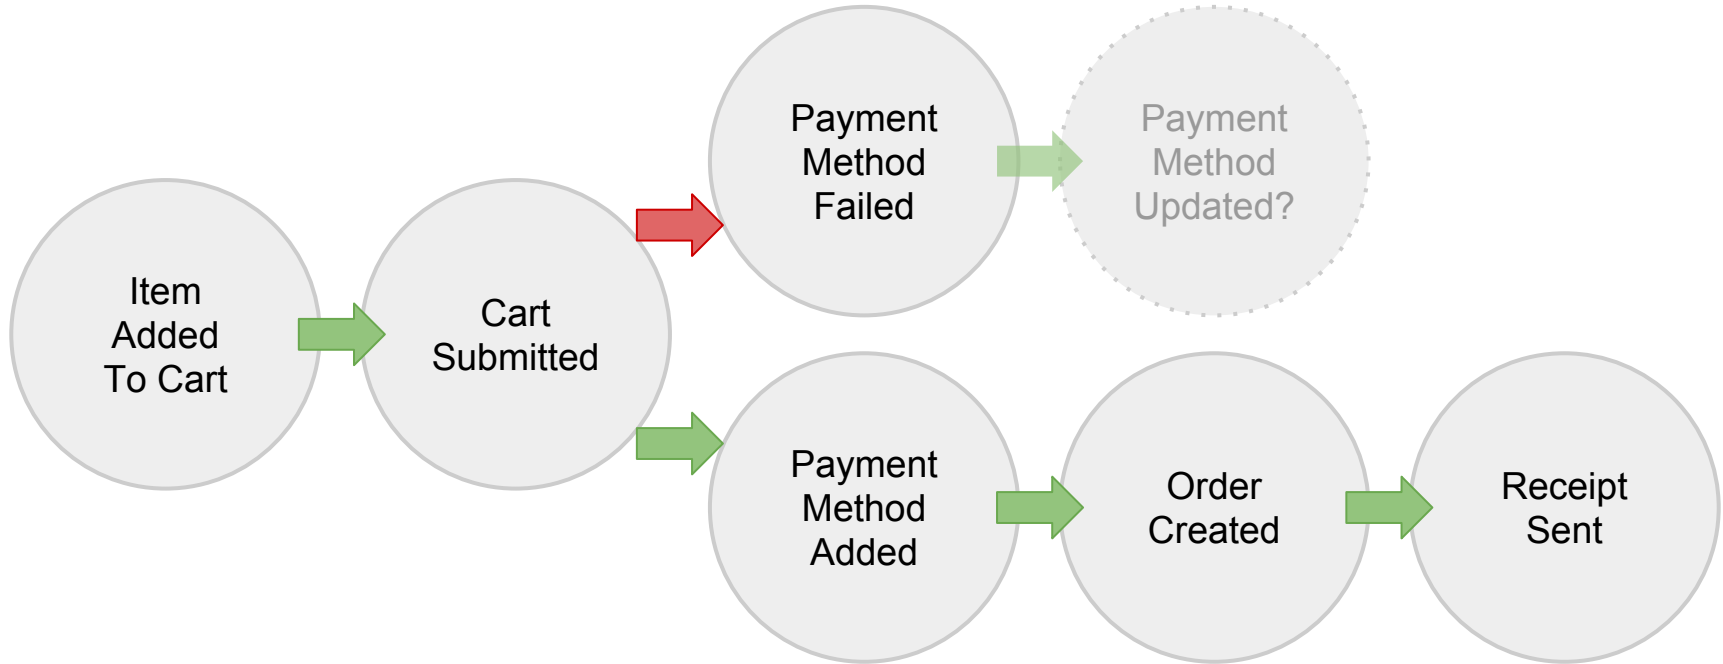 Item
Added
To Cart
Cart
Submitted
Payment
Method
Failed
Payment
Method
Updated?
Payment
Method
Added
Order
Created
Receipt
Sent